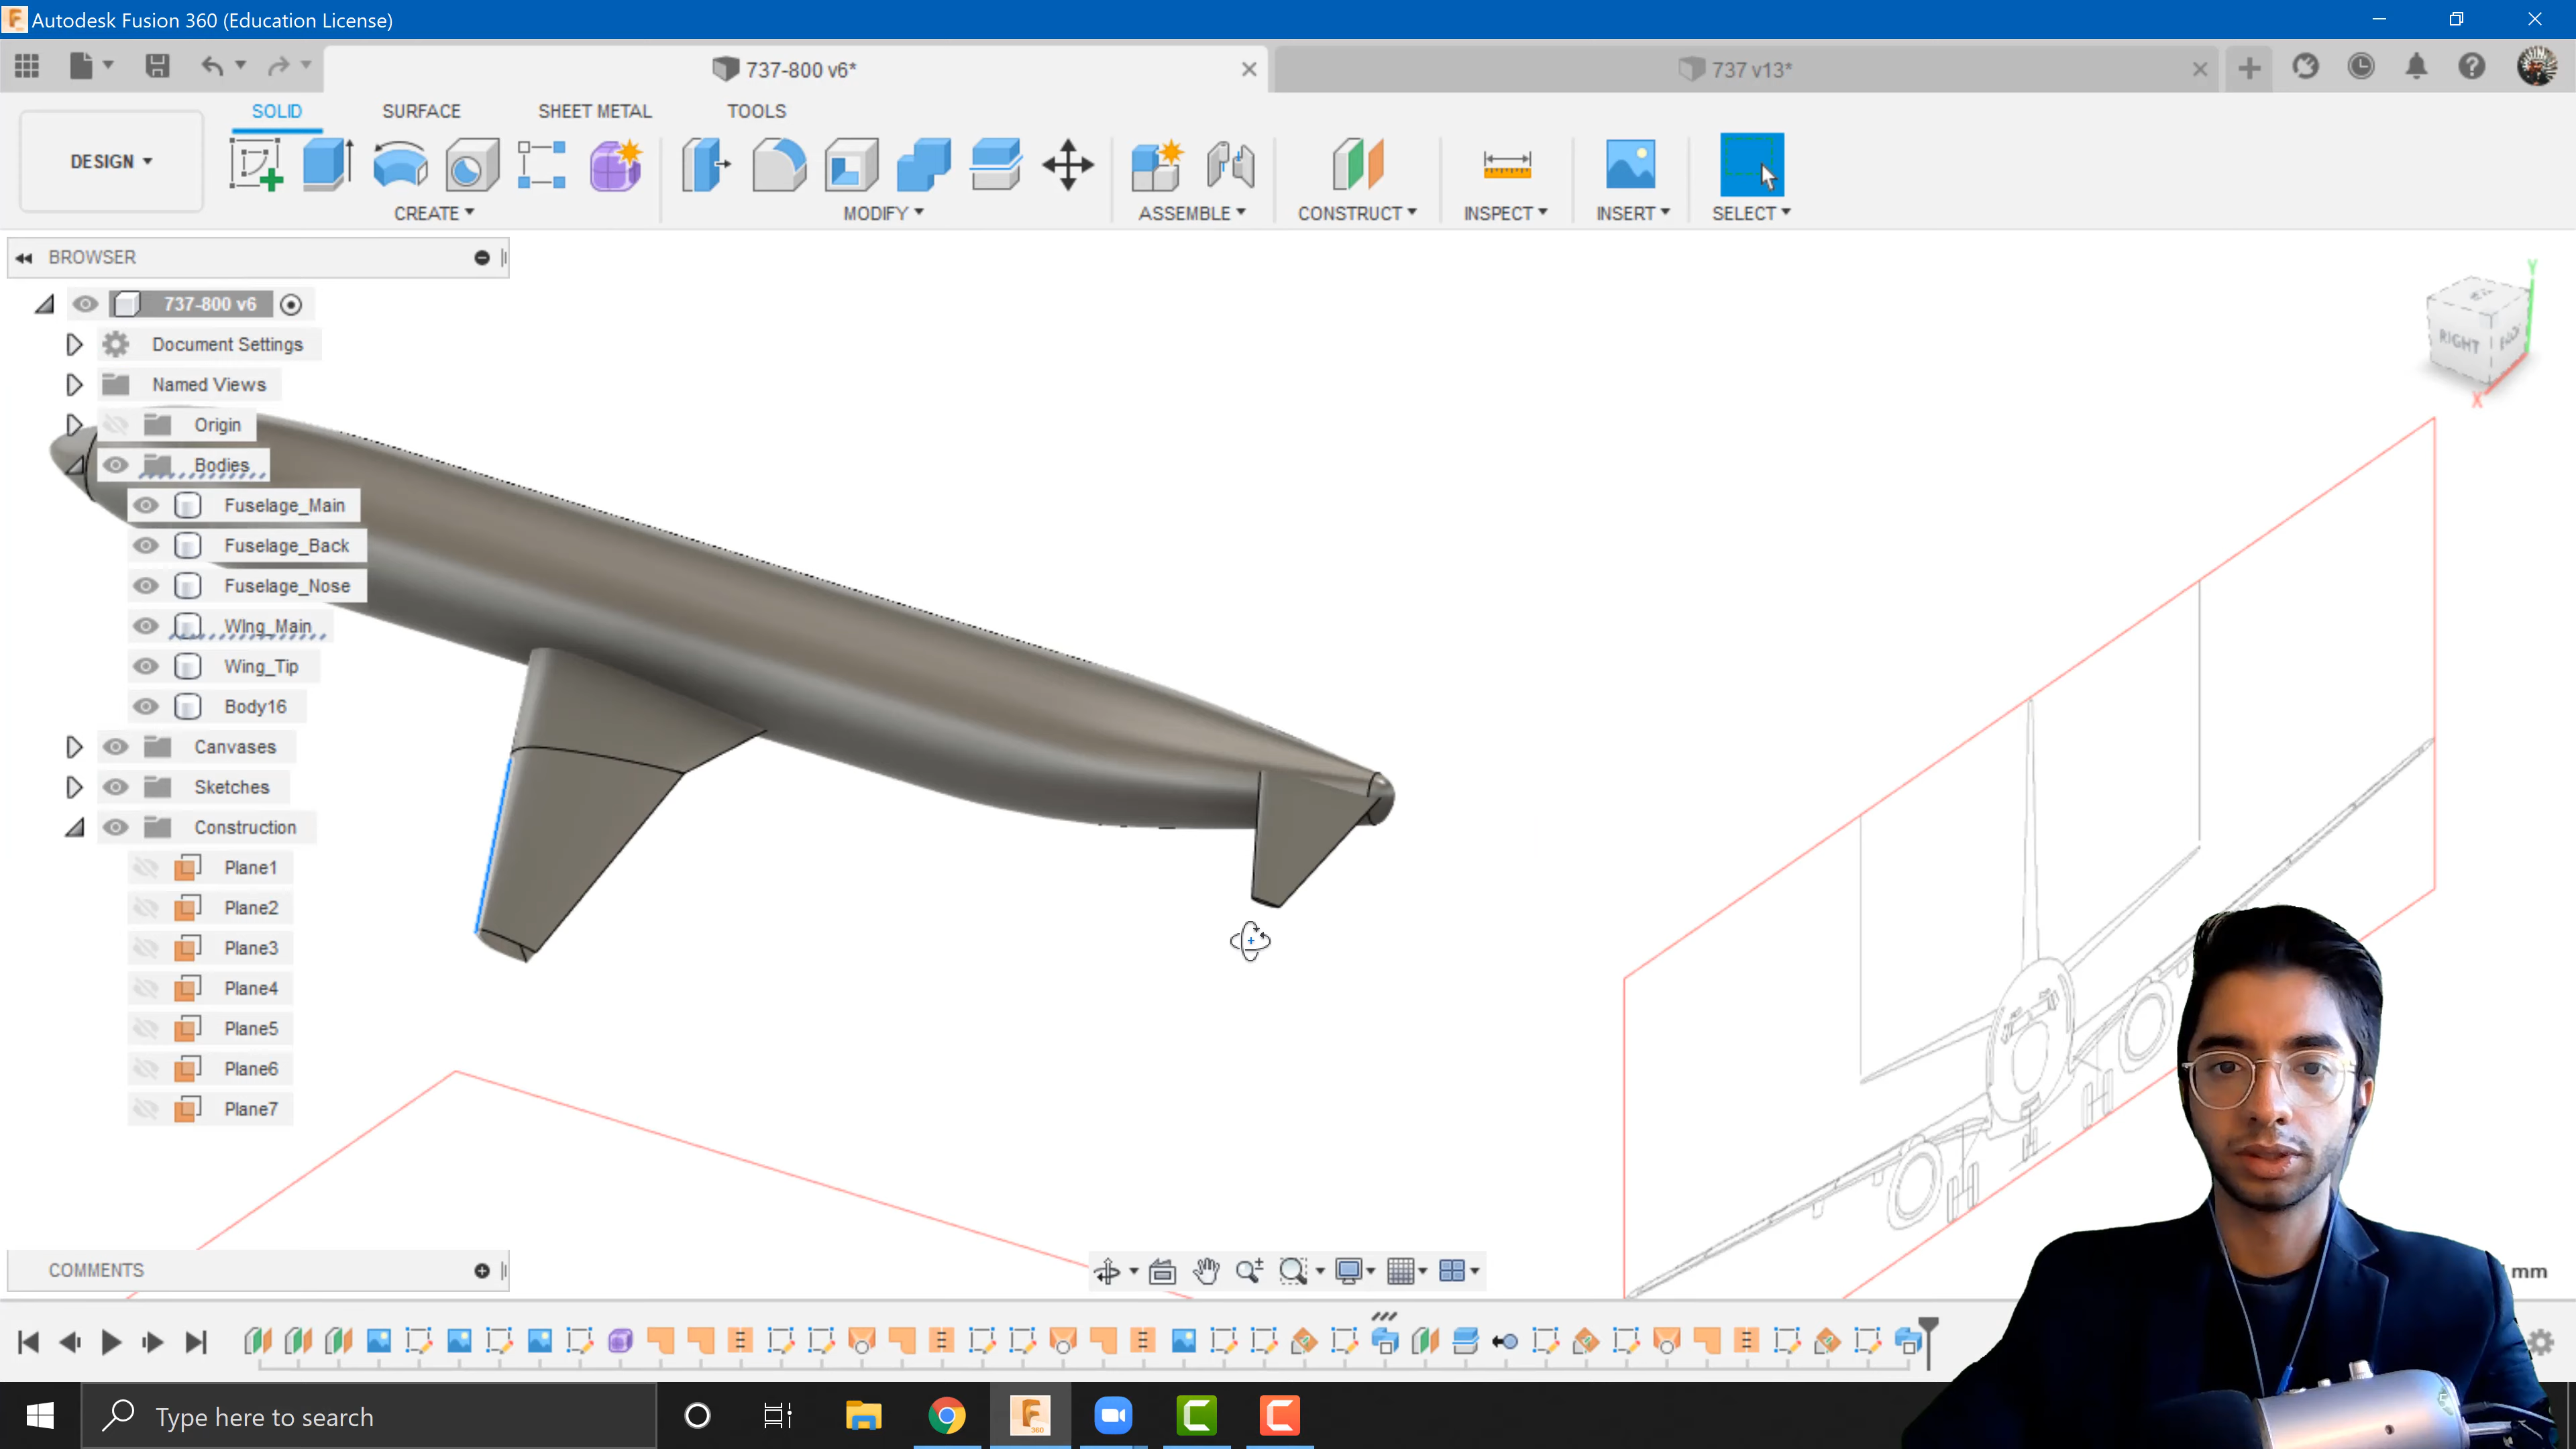 Autodesk Fusion 360 (Education License)
737-800 v6*
737 v13*
SOLID
SURFACE
SHEET METAL
TOOLS
DESIGN
CREATE
MODIFY
ASSEMBLE
CONSTRUCT
INSPECT
INSERT
SELECT
BROWSER
737-800 v6
Document Settings
Named Views
Origin
Bodies
Fuselage_Main
Fuselage_Back
Fuselage_Nose
WIng_Main
Wing_Tip
Body16
Canvases
Sketches
Construction
Plane1
Plane2
Plane3
Plane4
Plane5
Plane6
Plane7
Y
RIGHT
X
COMMENTS
mm
Type here to search
F
360